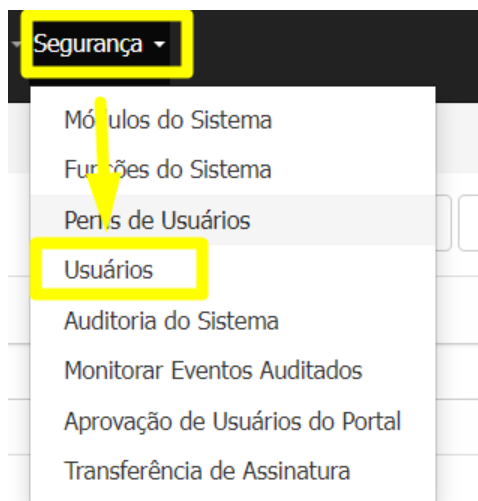 Segurança
Módulos do Sistema
Funções do Sistema
Perfis de Usuários
Usuários
Auditoria do Sistema
Monitorar Eventos Auditados
Aprovação de Usuários do Portal
Transferência de Assinatura